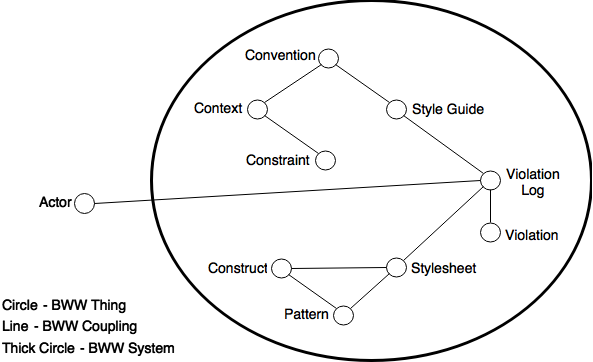 Convention
Context
Style Guide
Constraint
Violation
Log
Actor
Violation
Construct
Stylesheet
Pattern
Circle - BWW Thing
Line - BWW Coupling
Thick Circle - BWW System